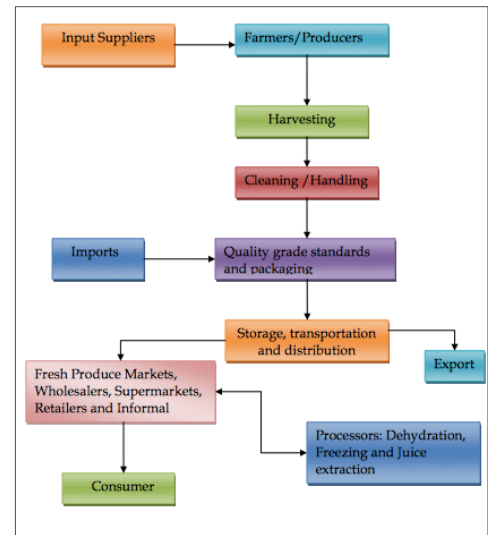 Input Suppliers
Farmers/Producers
Harvesting
Cleaning /Handling
Imports
Quality grade standards
and packaging
Storage, transportation
and distribution
Export
Fresh Produce Markets,
Wholesalers, Supermarkets,
Retailers and Informal
Processors: Dehydration,
Freezing and Juice
extraction
Consumer